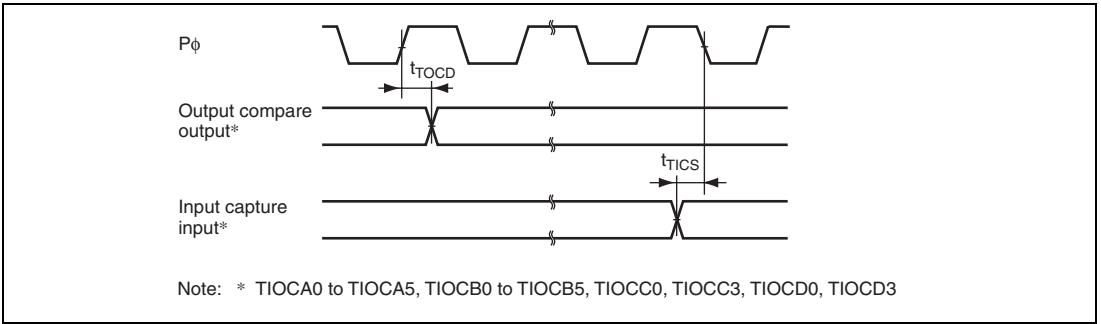 Pϕ
tTOCD
Output compare
output*
tTICS
Input capture
input*
Note: * TIOCA0 to TIOCA5, TIOCB0 to TIOCB5, TIOCC0, TIOCC3, TIOCD0, TIOCD3